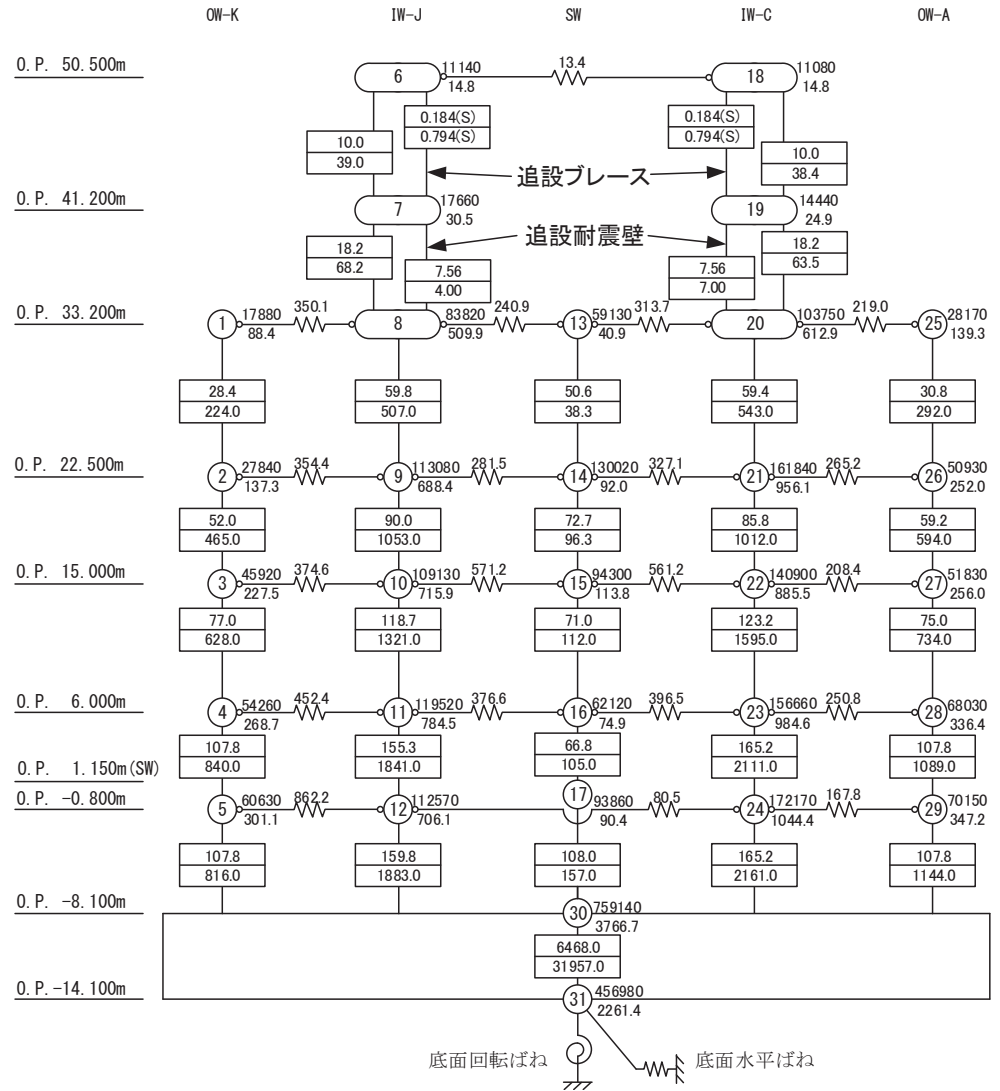 OW-K IW-J SW IW-C OW-A
O.P. 50.500m 6 11140 13.4 18 11080
14.8 14.8
0.184(S) 0.184(S)
0.794(S) 0.794(S)
10.0 10.0
39.0 38.4
追設ブレース
O.P. 41.200m 7 17660 19 14440
30.5 24.9
追設耐震壁
18.2 18.2
68.2 63.5
7.56 7.56
4.00 7.00
O.P. 33.200m 1 17880 350.1 8 83820 240.9 13 59130 313.7 20 103750 219.0 25 28170
88.4 509.9 40.9 612.9 139.3
28.4 59.8 50.6 59.4 30.8
224.0 507.0 38.3 543.0 292.0
O.P. 22.500m 2 27840 354.4 9 113080 281.5 14 130020 327.1 21 161840 265.2 26 50930
137.3 688.4 92.0 956.1 252.0
52.0 90.0 72.7 85.8 59.2
465.0 1053.0 96.3 1012.0 594.0
O.P. 15.000m 3 45920 374.6 10 109130 571.2 15 94300 561.2 22 140900 208.4 27 51830
227.5 715.9 113.8 885.5 256.0
77.0 118.7 71.0 123.2 75.0
628.0 1321.0 112.0 1595.0 734.0
O.P. 6.000m 4 54260 452.4 11 119520 376.6 16 62120 396.5 23 156660 250.8 28 68030
268.7 784.5 74.9 984.6 336.4
107.8 155.3 66.8 165.2 107.8
840.0 1841.0 105.0 2111.0 1089.0
O.P. 1.150m(SW)
O.P. -0.800m 5 60630 862.2 12 112570 17 93860 80.5 24 172170 167.8 29 70150
301.1 706.1 90.4 1044.4 347.2
107.8 159.8 108.0 165.2 107.8
816.0 1883.0 157.0 2161.0 1144.0
O.P. -8.100m 30 759140
3766.7
6468.0
31957.0
O.P.-14.100m 31 456980
2261.4
底面回転ばね 底面水平ばね